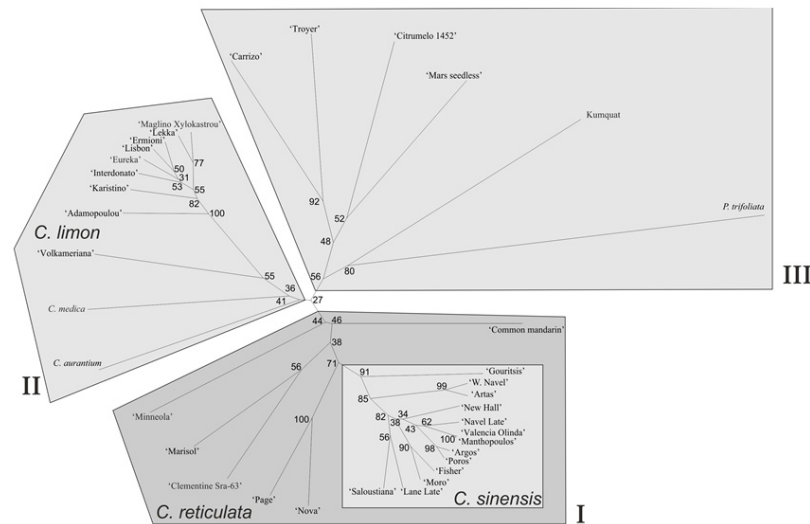 'Troyer'
'Citrumelo 1452'
'Carrizo'
'Mars seedless'
Kumquat
P. trifoliata
92
52
48
56
80
III
'Maglino Xylokastrou'
'Lekka'
'Ermioni'
'Lisbon'
'Eureka'
'Interdonato'
'Karistino'
'Adamopoulou'
50
77
31
53
55
82
100
C. limon
'Volkameriana'
55
36
41
27
C. medica
C. aurantium
II
44
46
'Common mandarin'
38
71
56
91
'Gouritsis'
99
'W. Navel'
'Artas'
85
'New Hall'
82
34
38
62
'Navel Late'
43
'Valencia Olinda'
100
'Manthopoulos'
'Argos'
98
'Poros'
56
90
'Fisher'
'Moro'
'Lane Late'
'Saloustiana'
C. sinensis
'Minneola'
100
'Marisol'
'Clementine Sra-63'
'Page'
'Nova'
C. reticulata
I